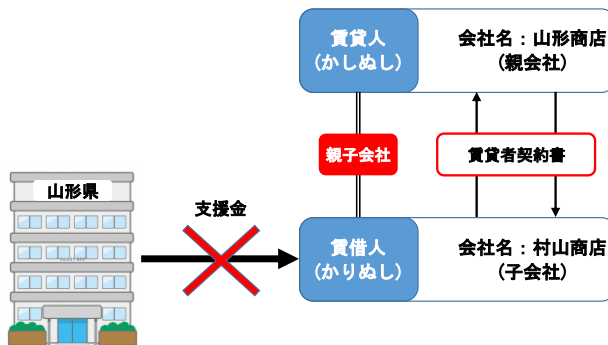 賃貸人
(かしぬし)
会社名：山形商店
(親会社)
親子会社
賃貸者契約書
山形県
支援金
賃借人
(かりぬし)
会社名：村山商店
(子会社)